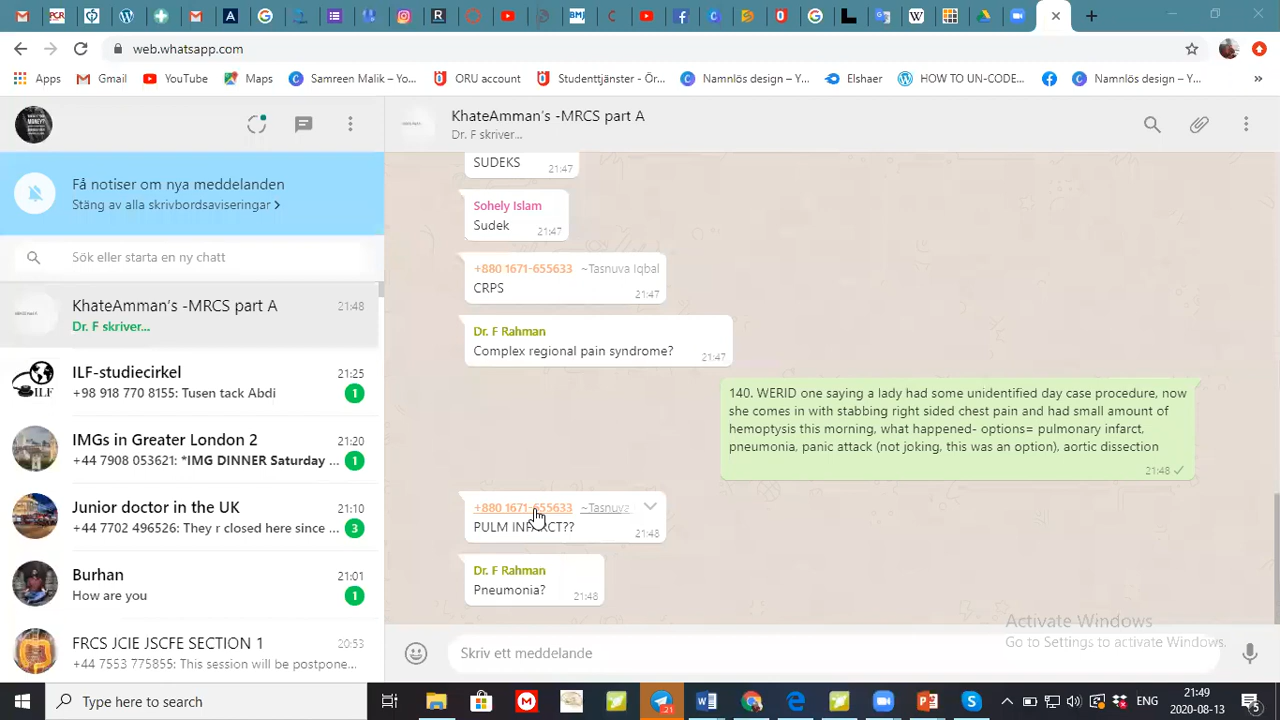 web.whatsapp.com
Apps
Gmail
YouTube
Maps
Samreen Malik – Yo...
ORU account
Studenttjänster - Ör...
Namnlös design – Y...
Elshaer
HOW TO UN-CODE...
Namnlös design – Y...
KhateAmman's -MRCS part A
Dr. F skriver...
Få notiser om nya meddelanden
Stäng av alla skrivbordsaviseringar >
Sök eller starta en ny chatt
KhateAmman's -MRCS part A
21:48
Dr. F skriver...
ILF-studiecirkel
21:25
+98 918 770 8155: Tusen tack Abdi
1
IMGs in Greater London 2
21:20
+44 7908 053621: *IMG DINNER Saturday ...
1
Junior doctor in the UK
21:10
+44 7702 496526: They r closed here since ...
3
Burhan
21:01
How are you
1
FRCS JCIE JSCFE SECTION 1
20:53
+44 7553 775855: This session will be postpone...
SUDEKS
21:47
Sohely Islam
Sudek
21:47
+880 1671-655633 ~Tasnuva Iqbal
CRPS
21:47
Dr. F Rahman
Complex regional pain syndrome?
21:47
140. WERID one saying a lady had some unidentified day case procedure, now
she comes in with stabbing right sided chest pain and had small amount of
hemoptysis this morning, what happened- options= pulmonary infarct,
pneumonia, panic attack (not joking, this was an option), aortic dissection
21:48
+880 1671-655633 ~Tasnuva
PULM INFARCT??
21:48
Dr. F Rahman
Pneumonia?
21:48
Activate Windows
Go to Settings to activate Windows.
Skriv ett meddelande
Type here to search
ENG
21:49
2020-08-13